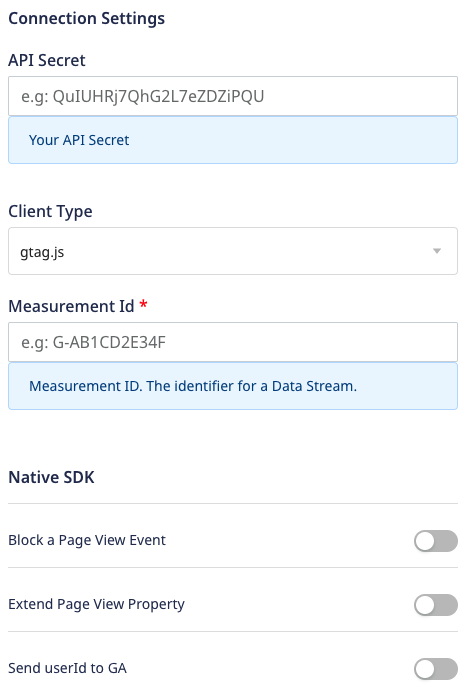 Connection Settings
API Secret
e.g: QuIUHRj7QhG2L7eZDZiPQU
Your API Secret
Client Type
gtag.js
Measurement Id *
e.g: G-AB1CD2E34F
Measurement ID. The identifier for a Data Stream.
Native SDK
Block a Page View Event
Extend Page View Property
Send userId to GA